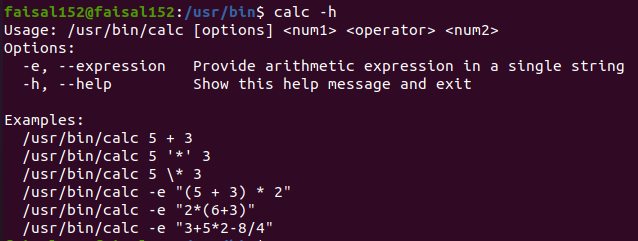 faisal152@faisal152:/usr/bin$ calc -h
Usage: /usr/bin/calc [options] <num1> <operator> <num2>
Options:
  -e, --expression   Provide arithmetic expression in a single string
  -h, --help         Show this help message and exit

Examples:
  /usr/bin/calc 5 + 3
  /usr/bin/calc 5 '*' 3
  /usr/bin/calc 5 \* 3
  /usr/bin/calc -e "(5 + 3) * 2"
  /usr/bin/calc -e "2*(6+3)"
  /usr/bin/calc -e "3+5*2-8/4"